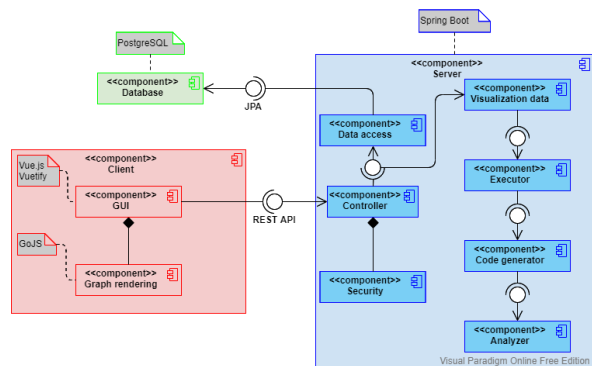 Spring Boot
PostgreSQL
<<component>>
Server
<<component>>
Database
JPA
<<component>>
Visualization data
<<component>>
Data access
<<component>>
Client
Vue.js
Vuetify
<<component>>
GUI
REST API
<<component>>
Controller
<<component>>
Executor
GoJS
<<component>>
Graph rendering
<<component>>
Security
<<component>>
Code generator
<<component>>
Analyzer
Visual Paradigm Online Free Edition